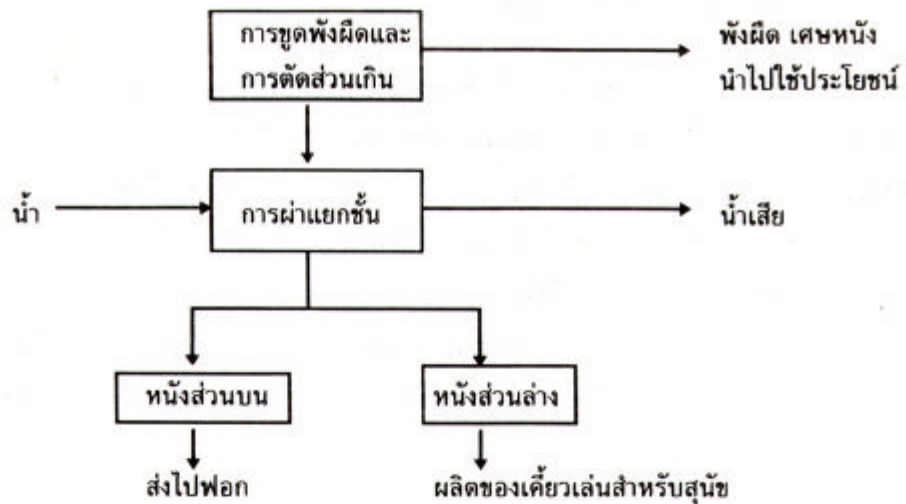 การขูดพังผืดและ
การตัดส่วนเกิน
พังผืด เศษหนัง
นำไปใช้ประโยชน์
น้ำ
การผ่าแยกชั้น
น้ำเสีย
หนังส่วนบน
หนังส่วนล่าง
ส่งไปฟอก
ผลิตของเคี้ยวเล่นสำหรับสุนัข